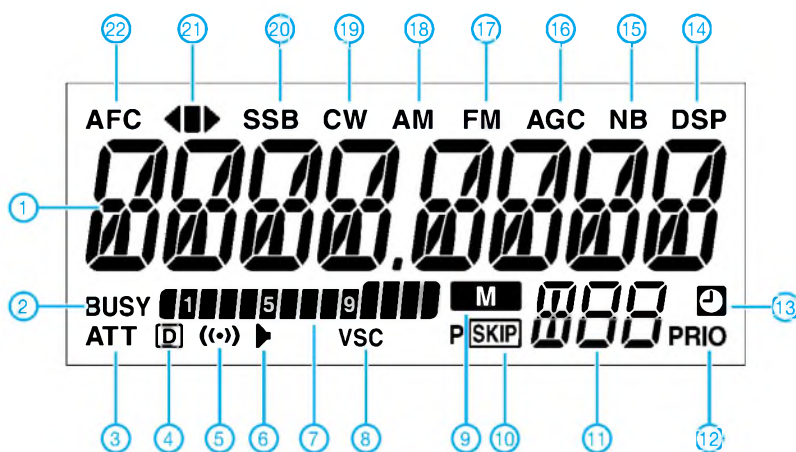 22 21 20 19 18 17 16 15 14
AFC SSB CW AM FM AGC NB DSP
1
2 BUSY 1 5 9 M 13
ATT D ((•)) VSC P SKIP PRIO
3 4 5 6 7 8 9 10 11 12